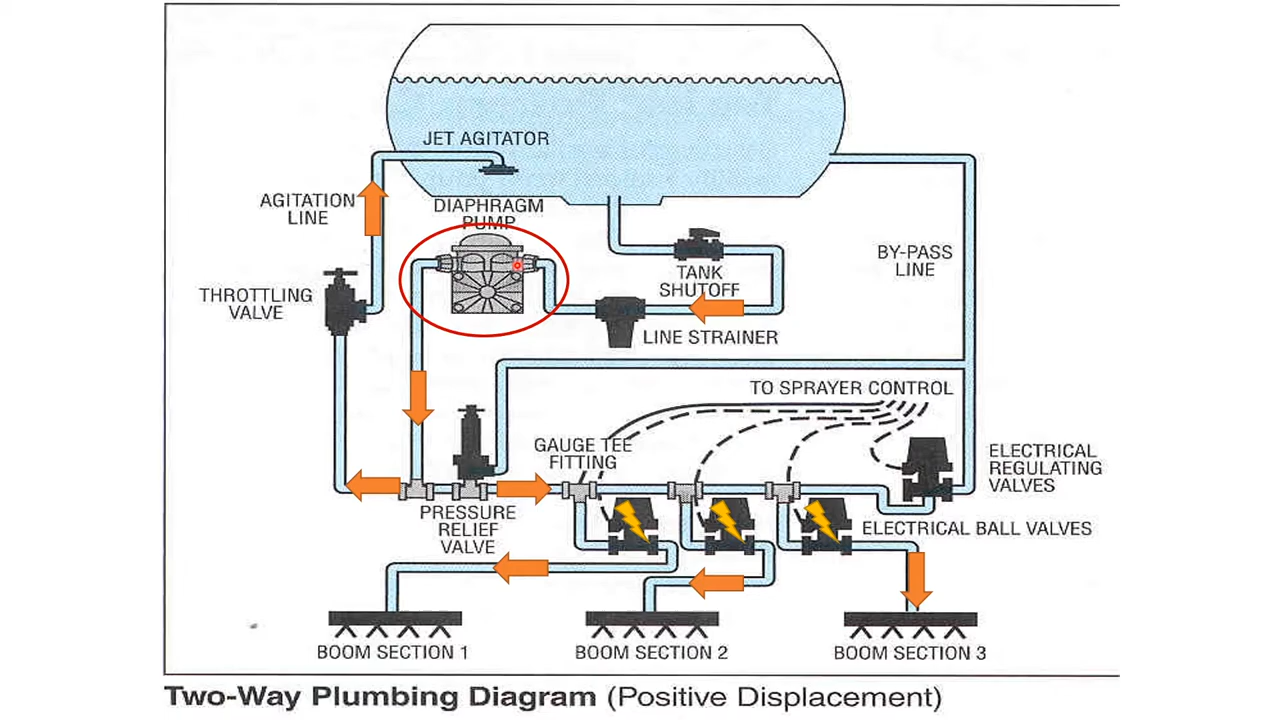 JET AGITATOR
AGITATION
LINE
DIAPHRAGM
PUMP
BY-PASS
LINE
TANK
SHUTOFF
THROTTLING
VALVE
LINE STRAINER
TO SPRAYER CONTROL
GAUGE TEE
FITTING
ELECTRICAL
REGULATING
VALVES
PRESSURE
RELIEF
VALVE
ELECTRICAL BALL VALVES
BOOM SECTION 1
BOOM SECTION 2
BOOM SECTION 3
Two-Way Plumbing Diagram (Positive Displacement)